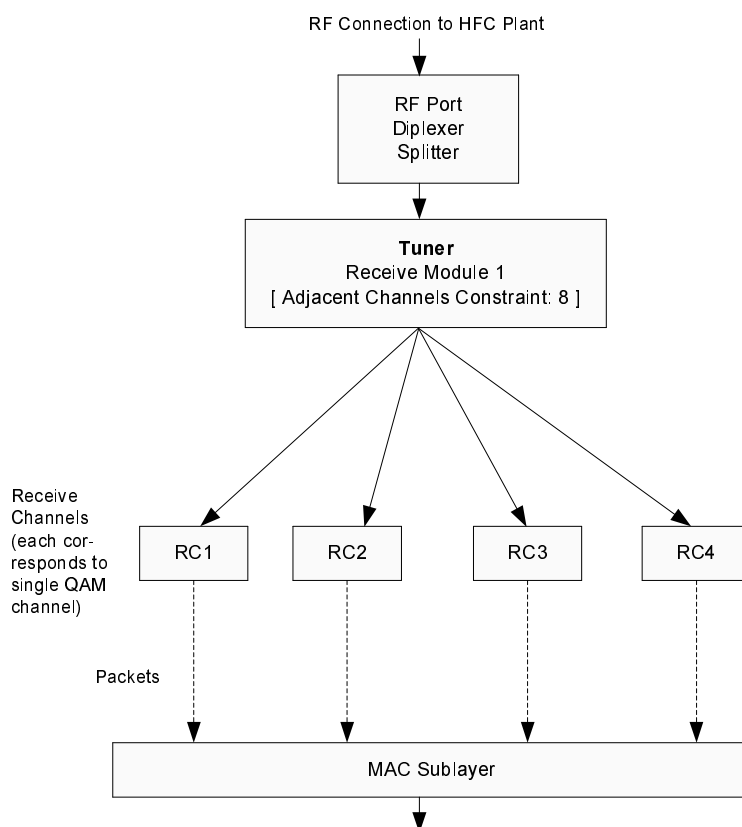 RF Connection to HFC Plant
RF Port
Diplexer
Splitter
Tuner
Receive Module 1
[ Adjacent Channels Constraint: 8 ]
Receive
Channels
(each cor-
responds to
single QAM
channel)
RC1
RC2
RC3
RC4
Packets
MAC Sublayer